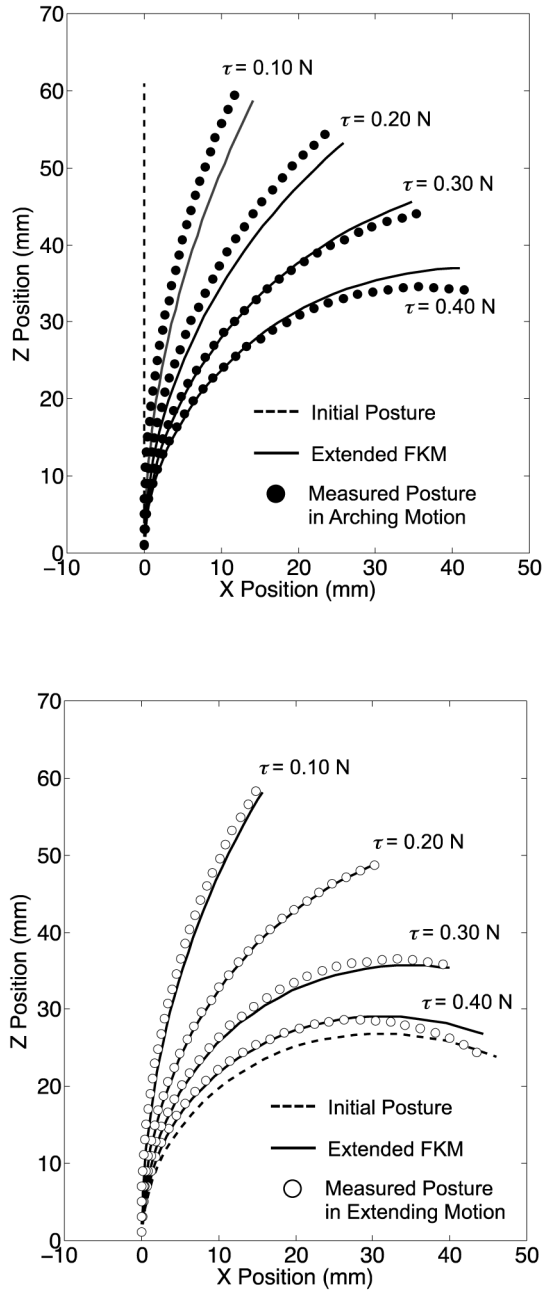 70
60
50
40
30
20
10
0
Z Position (mm)
τ = 0.10 N
τ = 0.20 N
τ = 0.30 N
τ = 0.40 N
Initial Posture
Extended FKM
Measured Posture
in Arching Motion
−10 0 10 20 30 40 50
X Position (mm)
70
60
50
40
30
20
10
0
Z Position (mm)
τ = 0.10 N
τ = 0.20 N
τ = 0.30 N
τ = 0.40 N
Initial Posture
Extended FKM
Measured Posture
in Extending Motion
−10 0 10 20 30 40 50
X Position (mm)